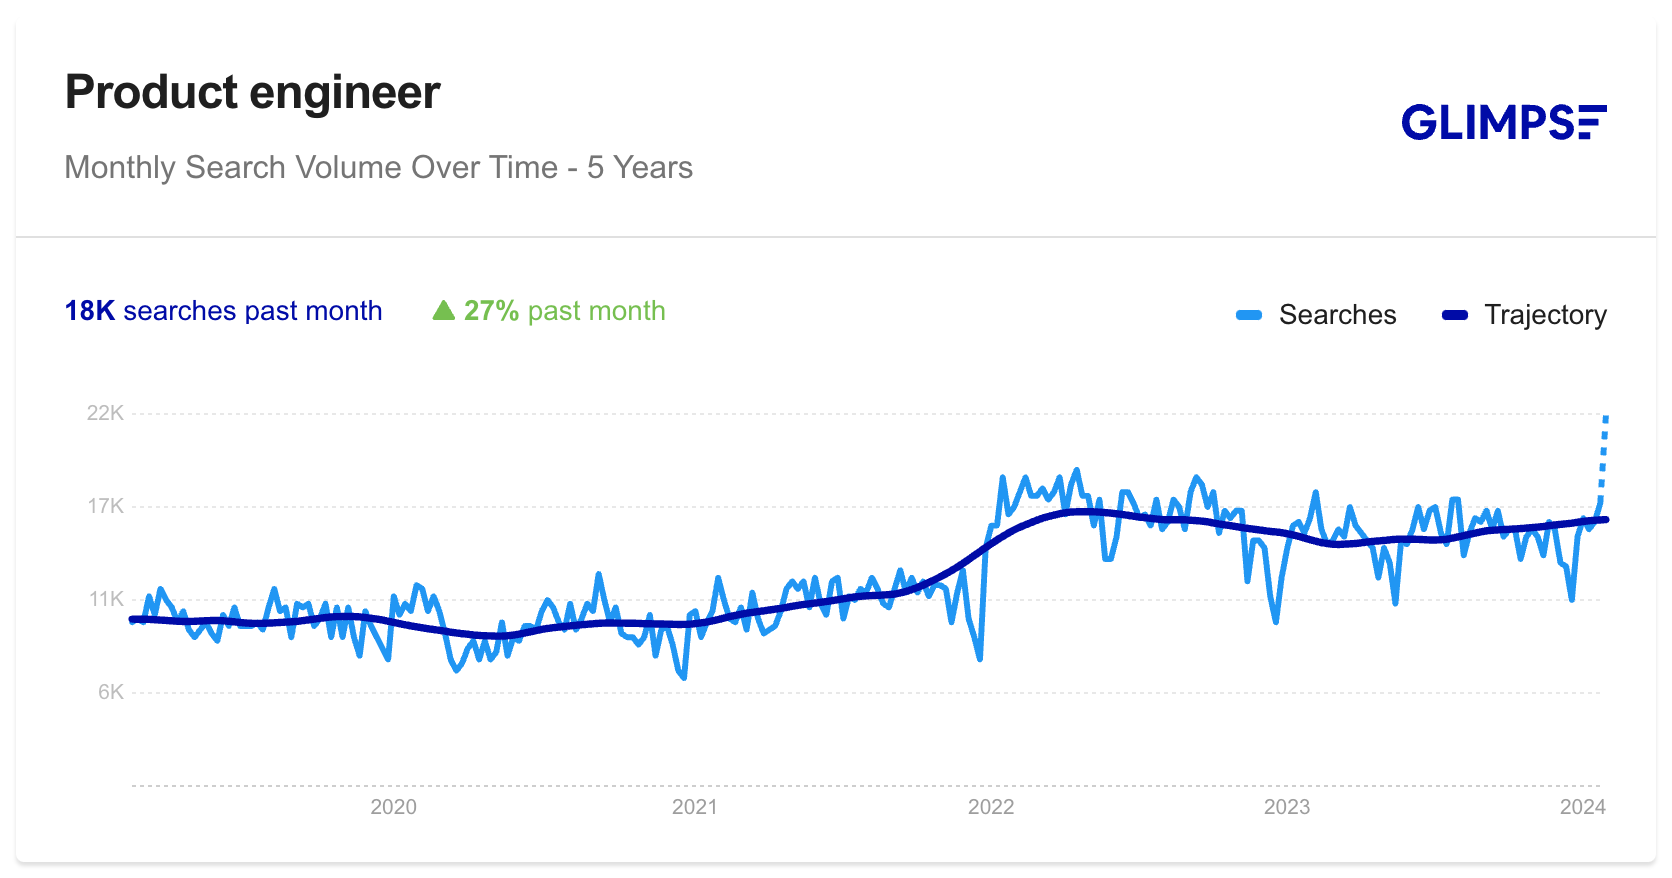 Product engineer
GLIMPSE
Monthly Search Volume Over Time - 5 Years
18K searches past month
27% past month
Searches
Trajectory
22K
17K
11K
6K
2020
2021
2022
2023
2024